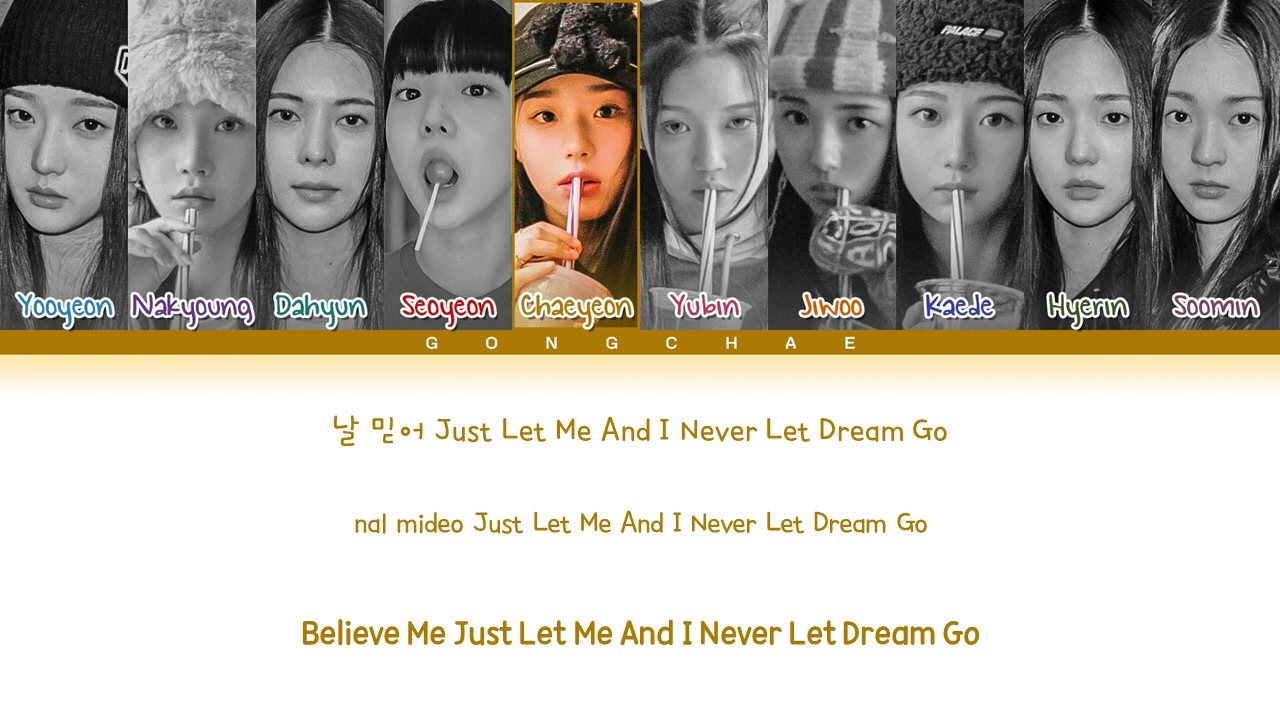 PALACE
Yooyeon Nakyoung Dahyun Seoyeon Chaeyeon Yubin Jiwoo Kaede Hyerin Soomin
GONGCHAE
날 믿어 Just Let Me And I Never Let Dream Go
nal mideo Just Let Me And I Never Let Dream Go
Believe Me Just Let Me And I Never Let Dream Go